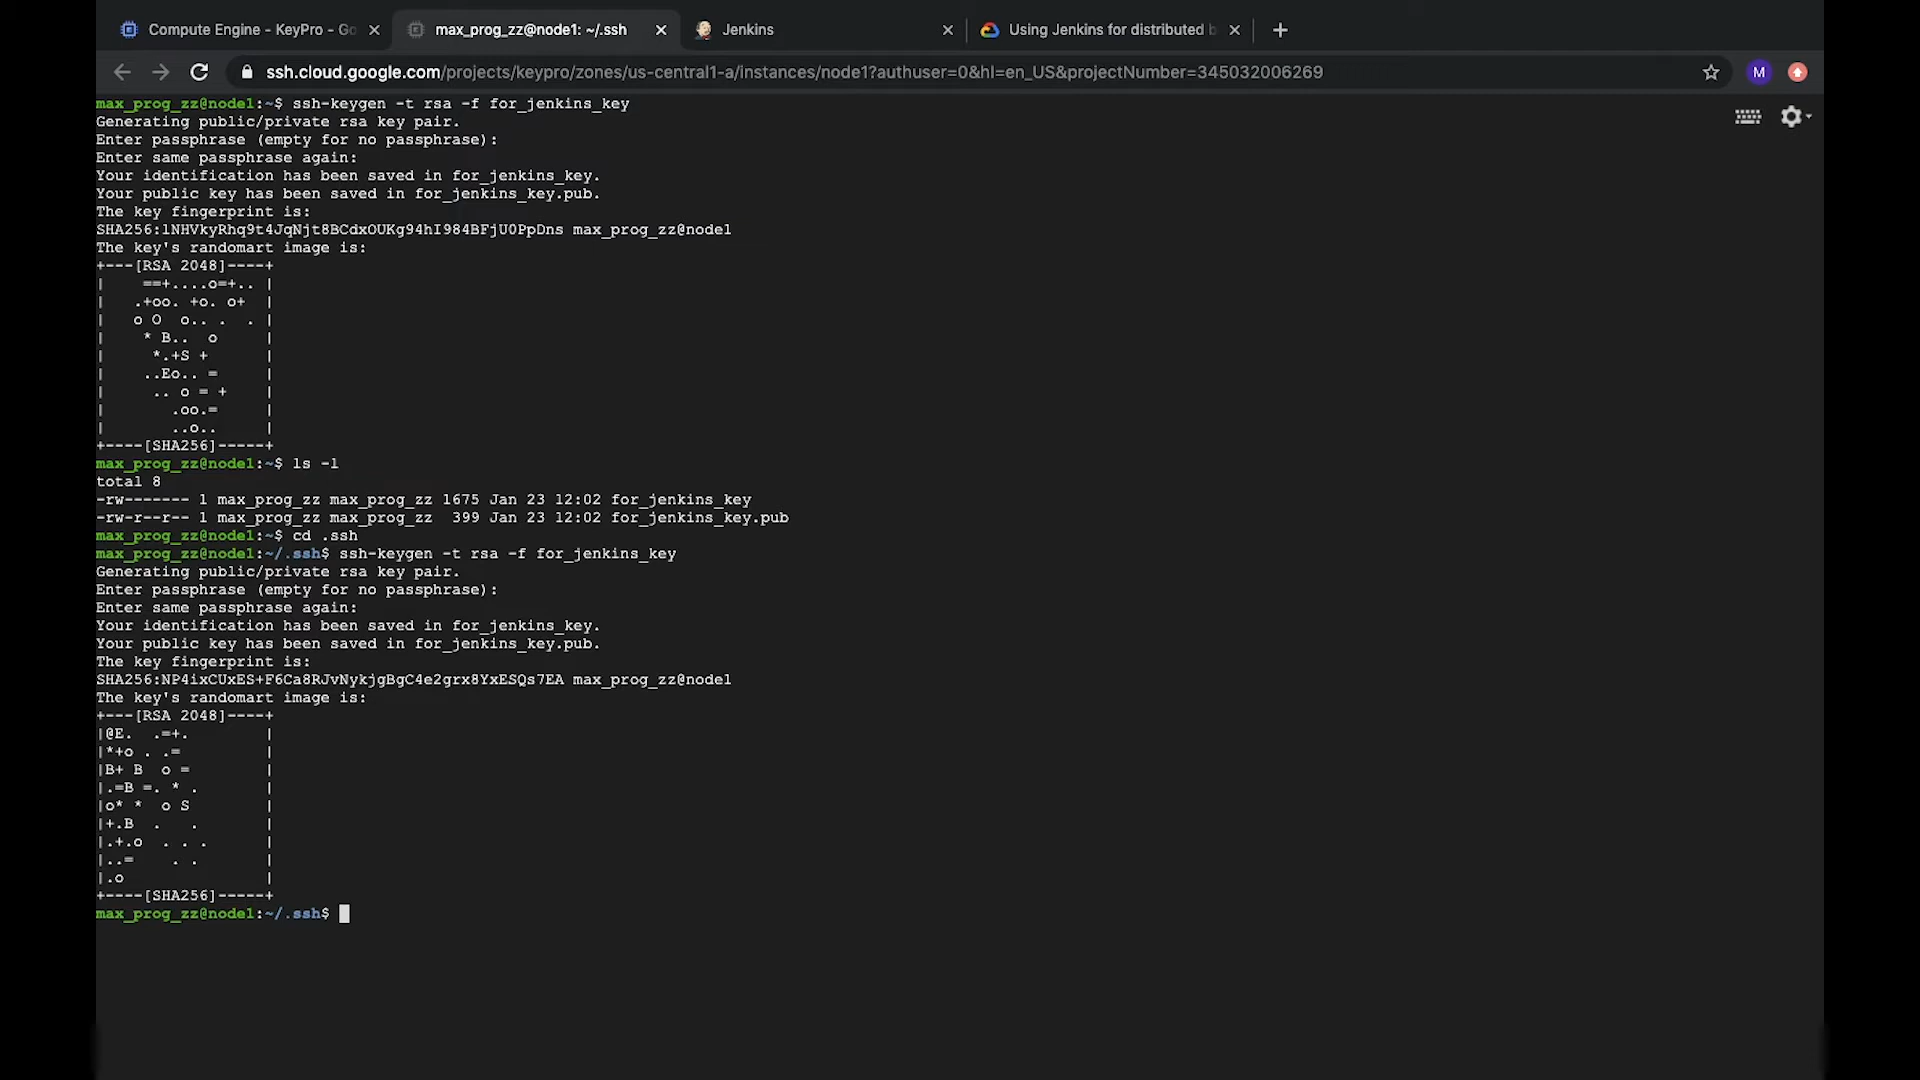 Compute Engine - KeyPro - Go
max_prog_zz@node1: ~/.ssh
Jenkins
Using Jenkins for distributed b
ssh.cloud.google.com/projects/keypro/zones/us-central1-a/instances/node1?authuser=0&hl=en_US&projectNumber=345032006269
M
max_prog_zz@node1:~$ ssh-keygen -t rsa -f for_jenkins_key
Generating public/private rsa key pair.
Enter passphrase (empty for no passphrase):
Enter same passphrase again:
Your identification has been saved in for_jenkins_key.
Your public key has been saved in for_jenkins_key.pub.
The key fingerprint is:
SHA256:lNHVkyRhq9t4JqNjt8BCdxOUKg94hI984BFjU0PpDns max_prog_zz@node1
The key's randomart image is:
+---[RSA 2048]----+
|    ==+....o=+.. |
|   .+oo. +o. o+  |
|   o O  o.. .  . |
|    * B..  o     |
|     *.+S +      |
|    ..Eo.. =     |
|     .. o = +    |
|       .oo.=     |
|       ..o..     |
+----[SHA256]-----+
max_prog_zz@node1:~$ ls -l
total 8
-rw------- 1 max_prog_zz max_prog_zz 1675 Jan 23 12:02 for_jenkins_key
-rw-r--r-- 1 max_prog_zz max_prog_zz  399 Jan 23 12:02 for_jenkins_key.pub
max_prog_zz@node1:~$ cd .ssh
max_prog_zz@node1:~/.ssh$ ssh-keygen -t rsa -f for_jenkins_key
Generating public/private rsa key pair.
Enter passphrase (empty for no passphrase):
Enter same passphrase again:
Your identification has been saved in for_jenkins_key.
Your public key has been saved in for_jenkins_key.pub.
The key fingerprint is:
SHA256:NP4ixCUxES+F6Ca8RJvNykjgBgC4e2grx8YxESQs7EA max_prog_zz@node1
The key's randomart image is:
+---[RSA 2048]----+
|@E.  .=+.        |
|*+o . .=         |
|B+ B  o =        |
|.=B =. * .       |
|o* *  o S        |
|+.B  .   .       |
|.+.o  . . .      |
|..=    . .       |
|.o               |
+----[SHA256]-----+
max_prog_zz@node1:~/.ssh$